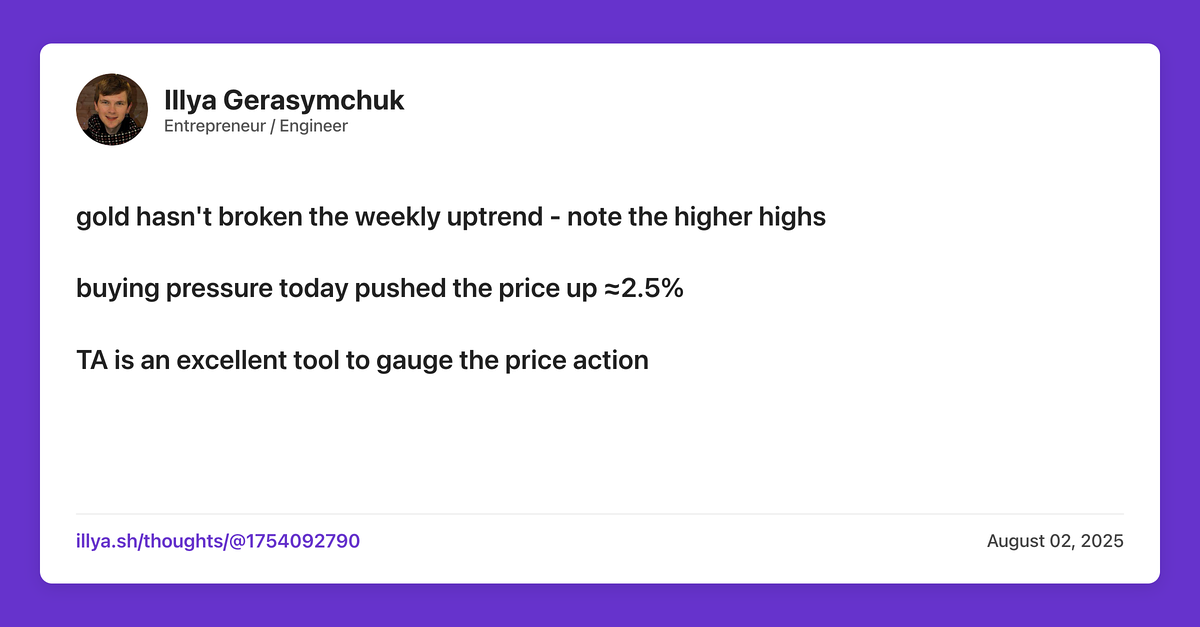 Illya Gerasymchuk
Entrepreneur / Engineer
gold hasn't broken the weekly uptrend - note the higher highs
buying pressure today pushed the price up ≈2.5%
TA is an excellent tool to gauge the price action
illya.sh/thoughts/@1754092790
August 02, 2025